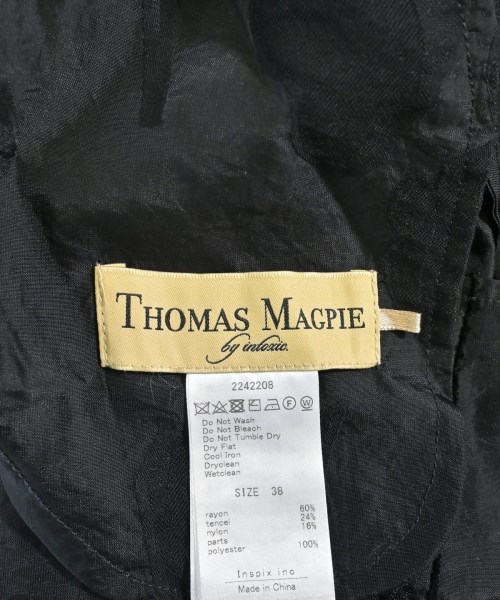 THOMAS MAGPIE
by intoxic.
2242208
F W
Do Not Wash
Do Not Bleach
Do Not Tumble Dry
Dry Flat
Cool Iron
Dryclean
Wetclean
SIZE 38
rayon 60%
tencel 24%
nylon 16%
parts
polyester 100%
Inspix inc
Made in China